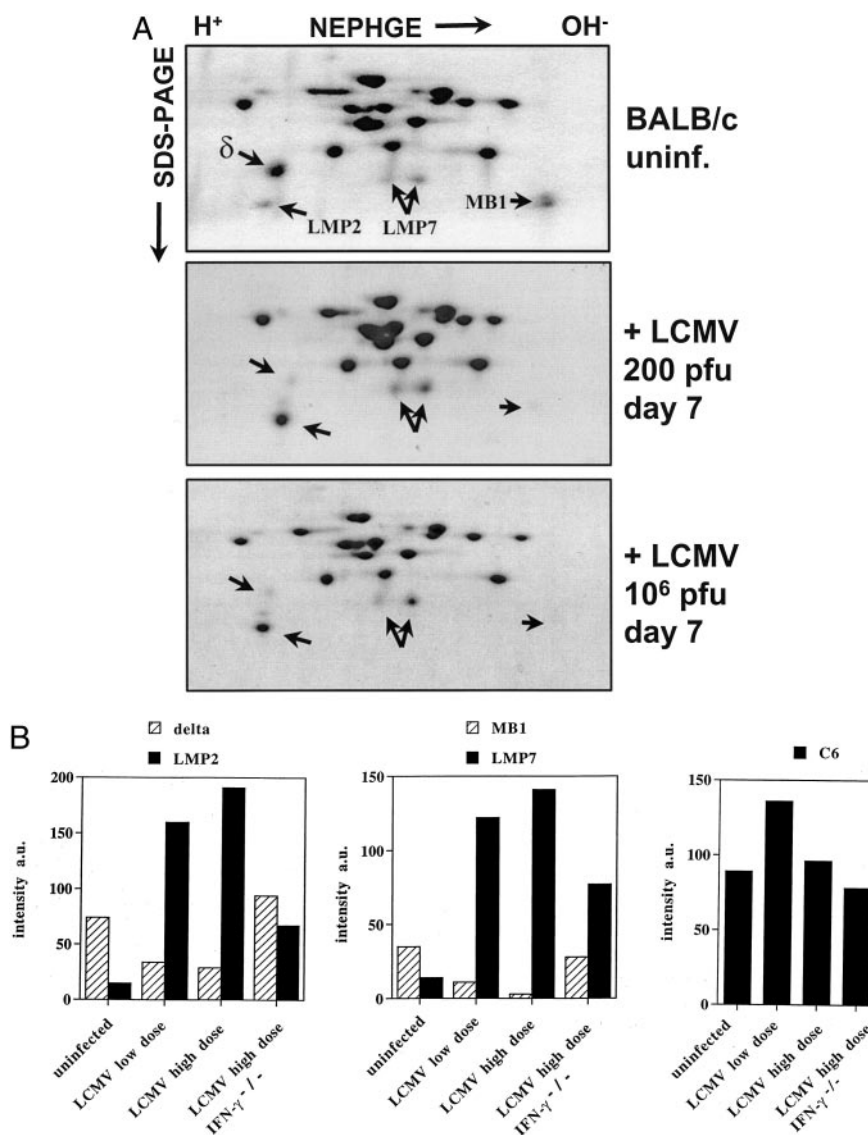 A
H⁺ NEPHGE OH⁻
SDS-PAGE
δ
LMP2
LMP7
MB1
BALB/c
uninf.
+ LCMV
200 pfu
day 7
+ LCMV
10⁶ pfu
day 7
B
delta
LMP2
intensity a.u.
200
150
100
50
0
uninfected
LCMV low dose
LCMV high dose
LCMV high dose
IFN-γ -/-
MB1
LMP7
intensity a.u.
150
100
50
0
uninfected
LCMV low dose
LCMV high dose
LCMV high dose
IFN-γ -/-
C6
intensity a.u.
150
100
50
0
uninfected
LCMV low dose
LCMV high dose
LCMV high dose
IFN-γ -/-